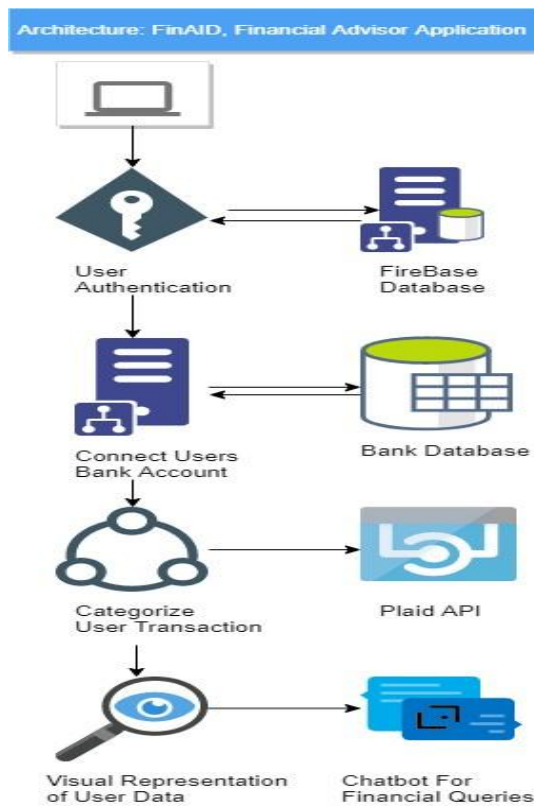 Architecture: FinAID, Financial Advisor Application
User
Authentication
FireBase
Database
Connect Users
Bank Account
Bank Database
Categorize
User Transaction
Plaid API
Visual Representation
of User Data
Chatbot For
Financial Queries